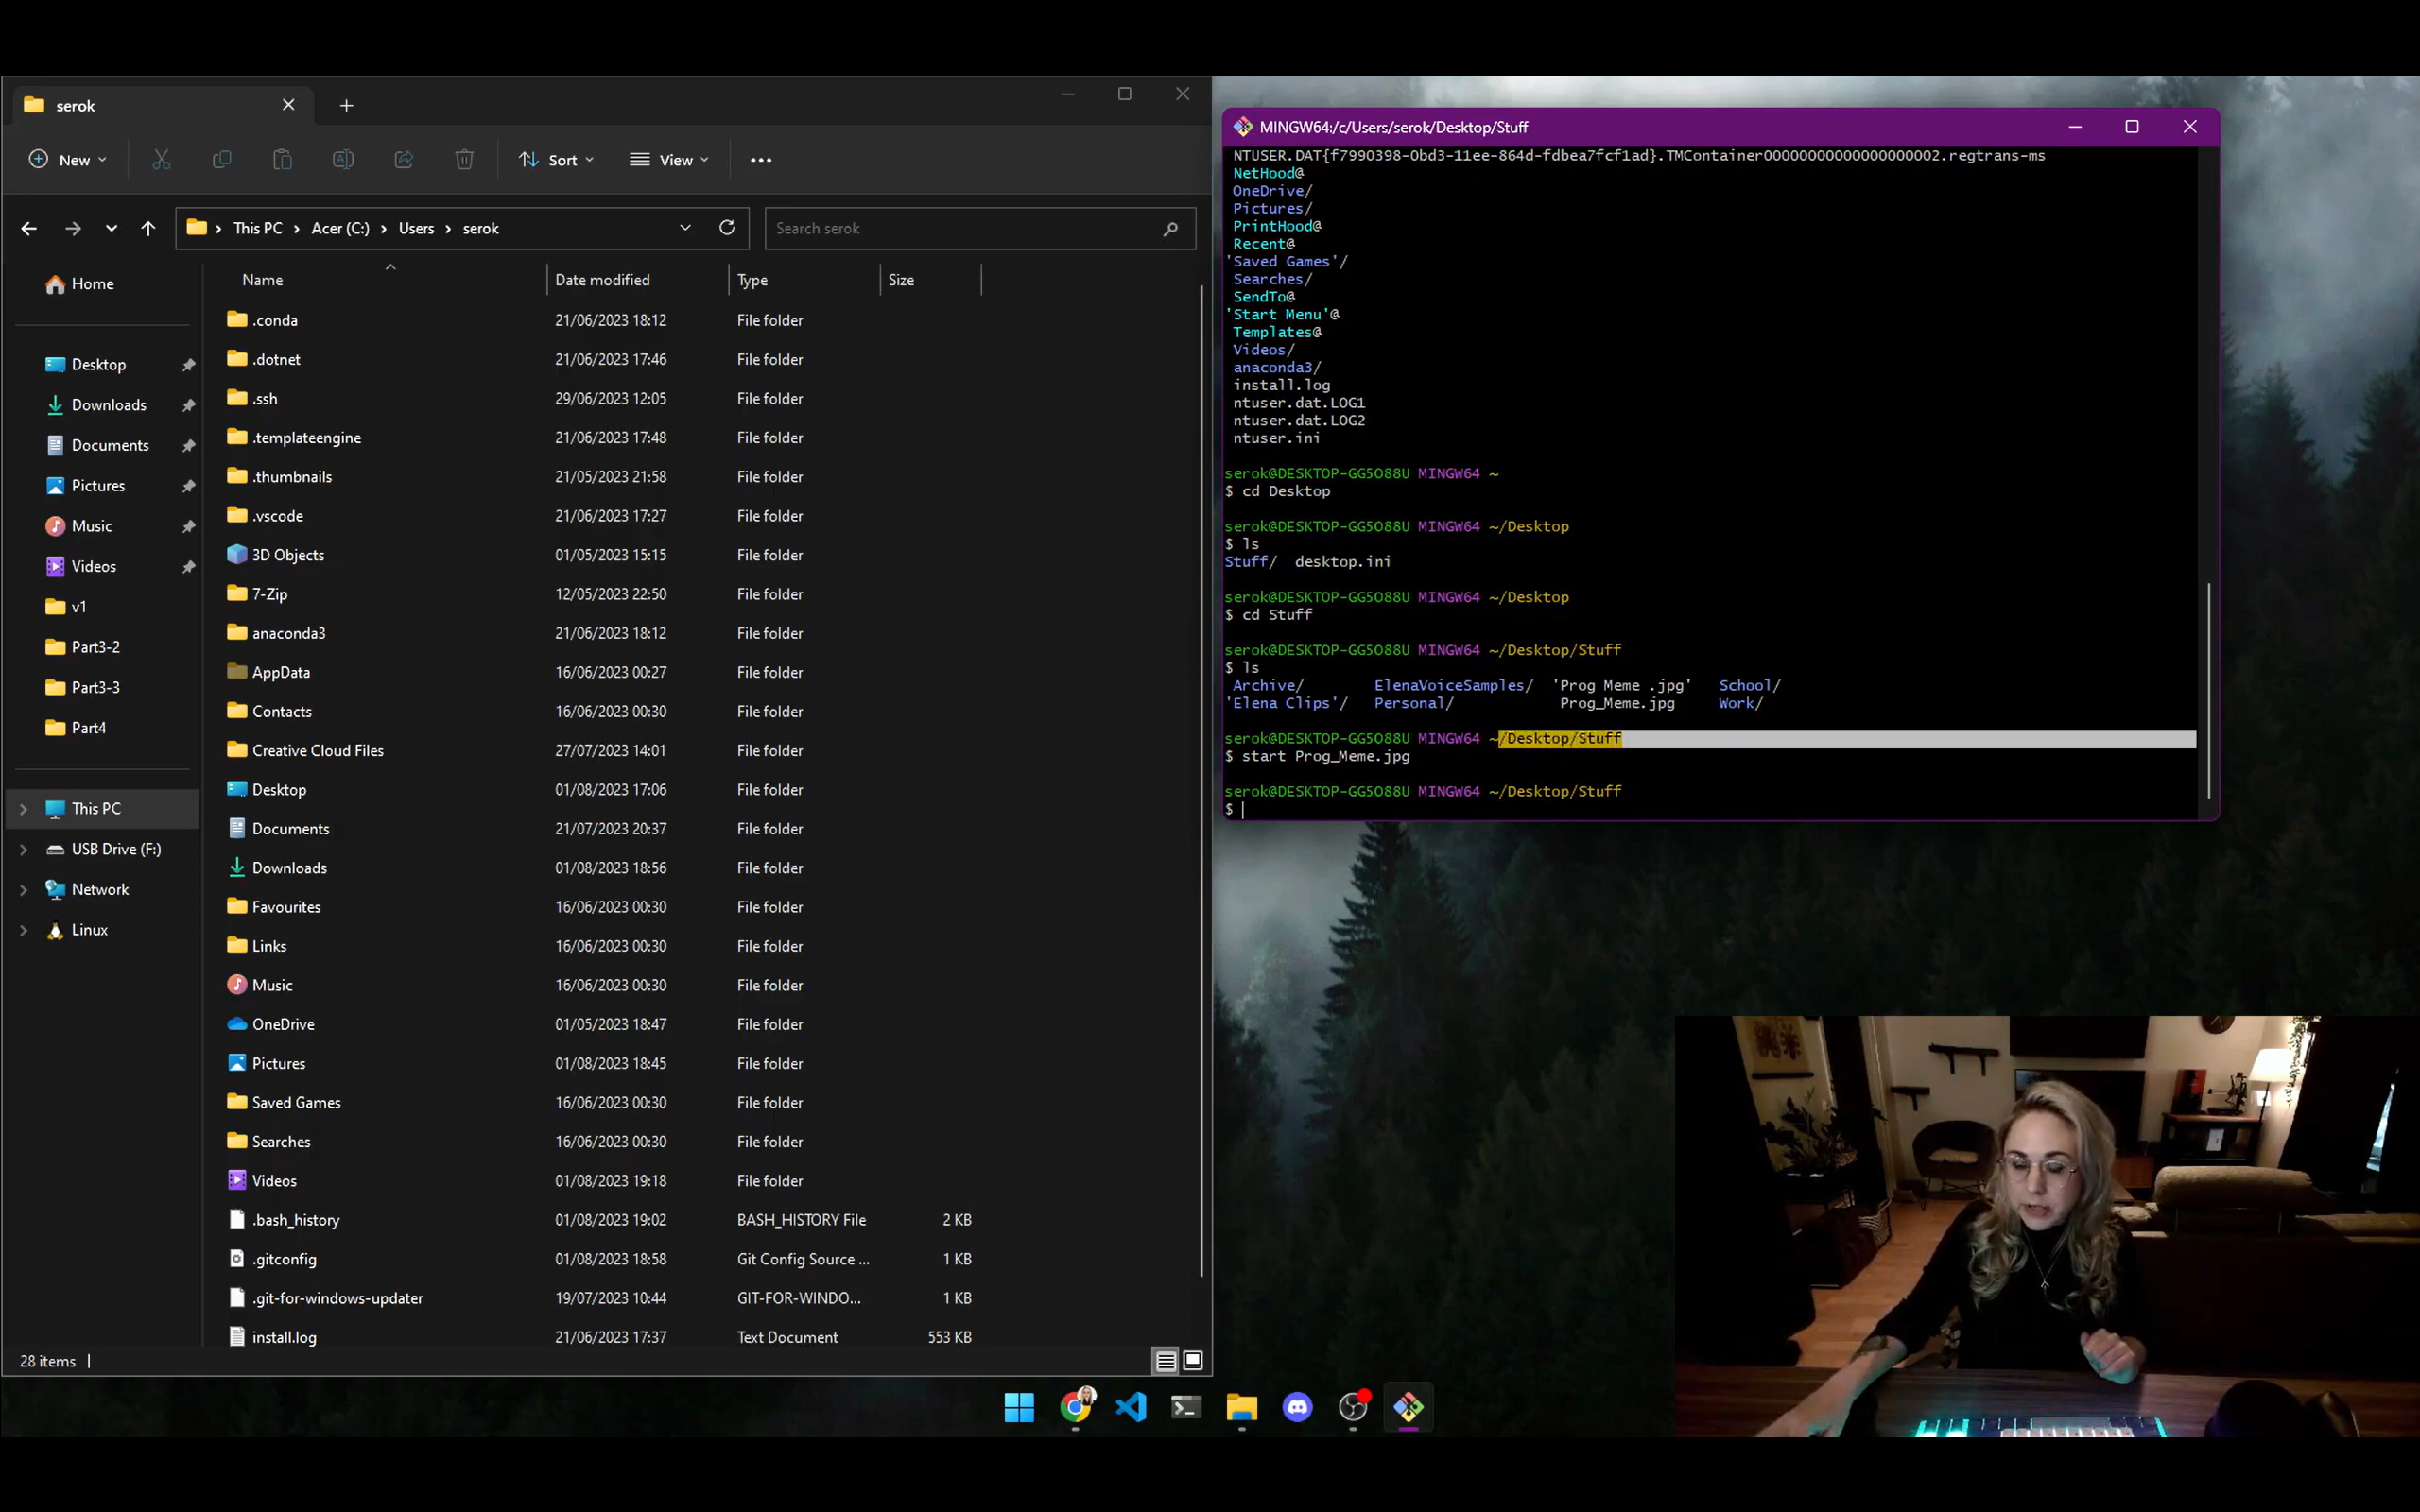 serok
New
Sort
View
This PC
Acer (C:)
Users
serok
Search serok
Home
Desktop
Downloads
Documents
Pictures
Music
Videos
v1
Part3-2
Part3-3
Part4
This PC
USB Drive (F:)
Network
Linux
Name Date modified Type Size
.conda 21/06/2023 18:12 File folder
.dotnet 21/06/2023 17:46 File folder
.ssh 29/06/2023 12:05 File folder
.templateengine 21/06/2023 17:48 File folder
.thumbnails 21/05/2023 21:58 File folder
.vscode 21/06/2023 17:27 File folder
3D Objects 01/05/2023 15:15 File folder
7-Zip 12/05/2023 22:50 File folder
anaconda3 21/06/2023 18:12 File folder
AppData 16/06/2023 00:27 File folder
Contacts 16/06/2023 00:30 File folder
Creative Cloud Files 27/07/2023 14:01 File folder
Desktop 01/08/2023 17:06 File folder
Documents 21/07/2023 20:37 File folder
Downloads 01/08/2023 18:56 File folder
Favourites 16/06/2023 00:30 File folder
Links 16/06/2023 00:30 File folder
Music 16/06/2023 00:30 File folder
OneDrive 01/05/2023 18:47 File folder
Pictures 01/08/2023 18:45 File folder
Saved Games 16/06/2023 00:30 File folder
Searches 16/06/2023 00:30 File folder
Videos 01/08/2023 19:18 File folder
.bash_history 01/08/2023 19:02 BASH_HISTORY File 2 KB
.gitconfig 01/08/2023 18:58 Git Config Source ... 1 KB
.git-for-windows-updater 19/07/2023 10:44 GIT-FOR-WINDO... 1 KB
install.log 21/06/2023 17:37 Text Document 553 KB
28 items
MINGW64:/c/Users/serok/Desktop/Stuff
NTUSER.DAT{f7990398-0bd3-11ee-864d-fdbea7fcf1ad}.TMContainer00000000000000000002.regtrans-ms
NetHood@
OneDrive/
Pictures/
PrintHood@
Recent@
'Saved Games'/
Searches/
SendTo@
'Start Menu'@
Templates@
Videos/
anaconda3/
install.log
ntuser.dat.LOG1
ntuser.dat.LOG2
ntuser.ini
serok@DESKTOP-GG5O88U MINGW64 ~
$ cd Desktop
serok@DESKTOP-GG5O88U MINGW64 ~/Desktop
$ ls
Stuff/ desktop.ini
serok@DESKTOP-GG5O88U MINGW64 ~/Desktop
$ cd Stuff
serok@DESKTOP-GG5O88U MINGW64 ~/Desktop/Stuff
$ ls
Archive/ ElenaVoiceSamples/ 'Prog Meme .jpg' School/
'Elena Clips'/ Personal/ Prog_Meme.jpg Work/
serok@DESKTOP-GG5O88U MINGW64 ~/Desktop/Stuff
$ start Prog_Meme.jpg
serok@DESKTOP-GG5O88U MINGW64 ~/Desktop/Stuff
$